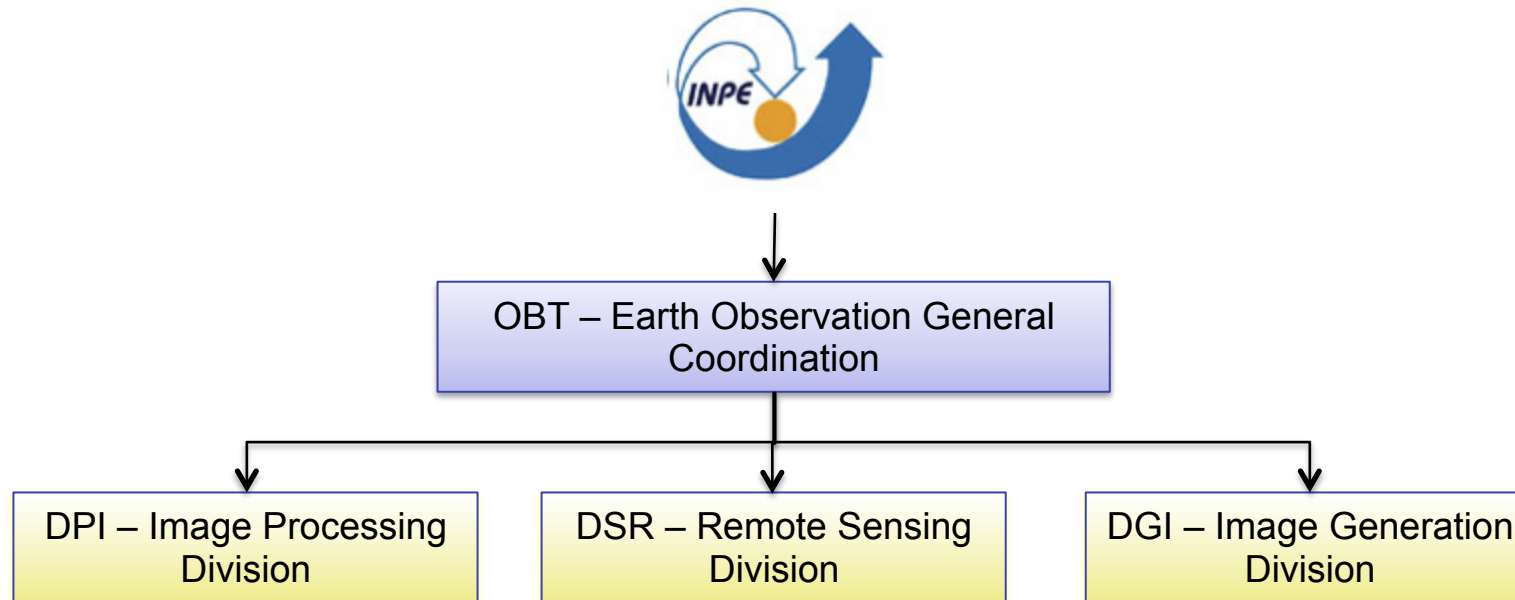 INPE
OBT – Earth Observation General
Coordination
DPI – Image Processing
Division
DSR – Remote Sensing
Division
DGI – Image Generation
Division